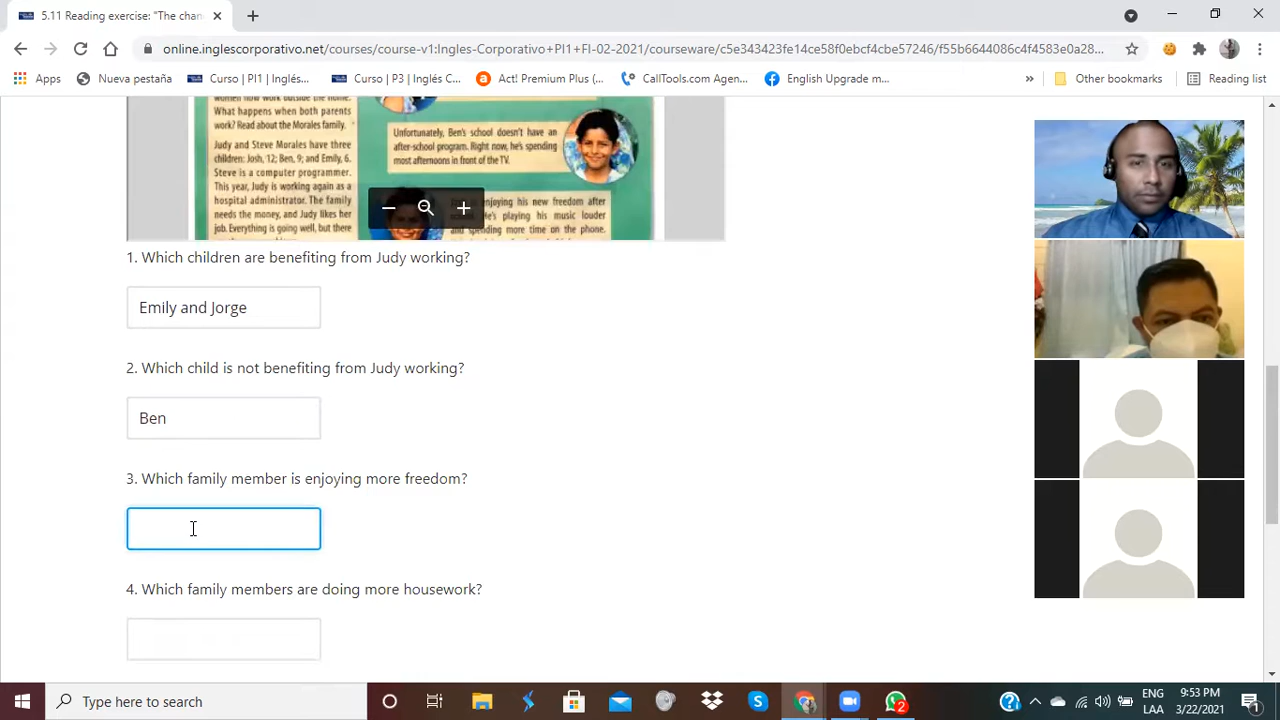 5.11 Reading exercise: "The chan
online.inglescorporativo.net/courses/course-v1:Ingles-Corporativo+PI1+FI-02-2021/courseware/c5e343423fe14ce58f0ebcf4cbe57246/f55b6644086c4f4583e0a28...
Apps
Nueva pestaña
Curso | PI1 | Inglés...
Curso | P3 | Inglés C...
Act! Premium Plus (...
CallTools.com Agen...
English Upgrade m...
»
Other bookmarks
Reading list
women now work outside the home.
What happens when both parents
work? Read about the Morales family.
Judy and Steve Morales have three
children: Josh, 12; Ben, 9; and Emily, 6.
Steve is a computer programmer.
This year, Judy is working again as a
hospital administrator. The family
needs the money, and Judy likes her
job. Everything is going well, but there
Unfortunately, Ben's school doesn't have an
after-school program. Right now, he's spending
most afternoons in front of the TV.
enjoying his new freedom after
He's playing his music louder
and spending more time on the phone.
1. Which children are benefiting from Judy working?
Emily and Jorge
2. Which child is not benefiting from Judy working?
Ben
3. Which family member is enjoying more freedom?
4. Which family members are doing more housework?
Type here to search
2
ENG
LAA
9:53 PM
3/22/2021
1